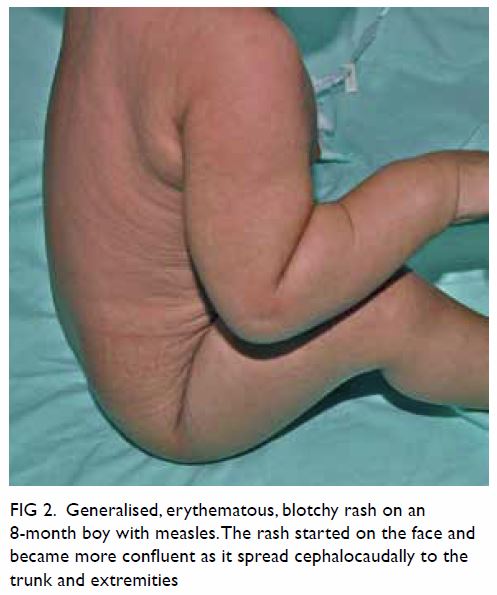 FIG 2.  Generalised, erythematous, blotchy rash on an
8-month boy with measles. The rash started on the face and
became more confluent as it spread cephalocaudally to the
trunk and extremities